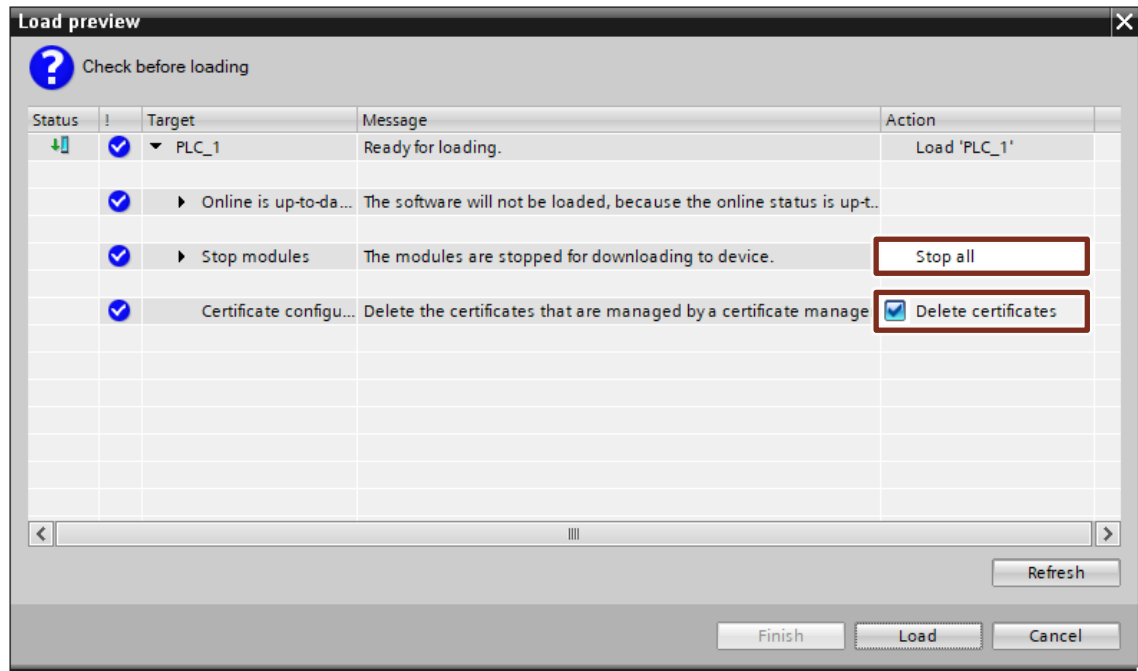 Load preview
Check before loading
Status ! Target Message Action
PLC_1 Ready for loading. Load 'PLC_1'
Online is up-to-da... The software will not be loaded, because the online status is up-t..
Stop modules The modules are stopped for downloading to device. Stop all
Certificate configu... Delete the certificates that are managed by a certificate manage Delete certificates
Refresh
Finish Load Cancel